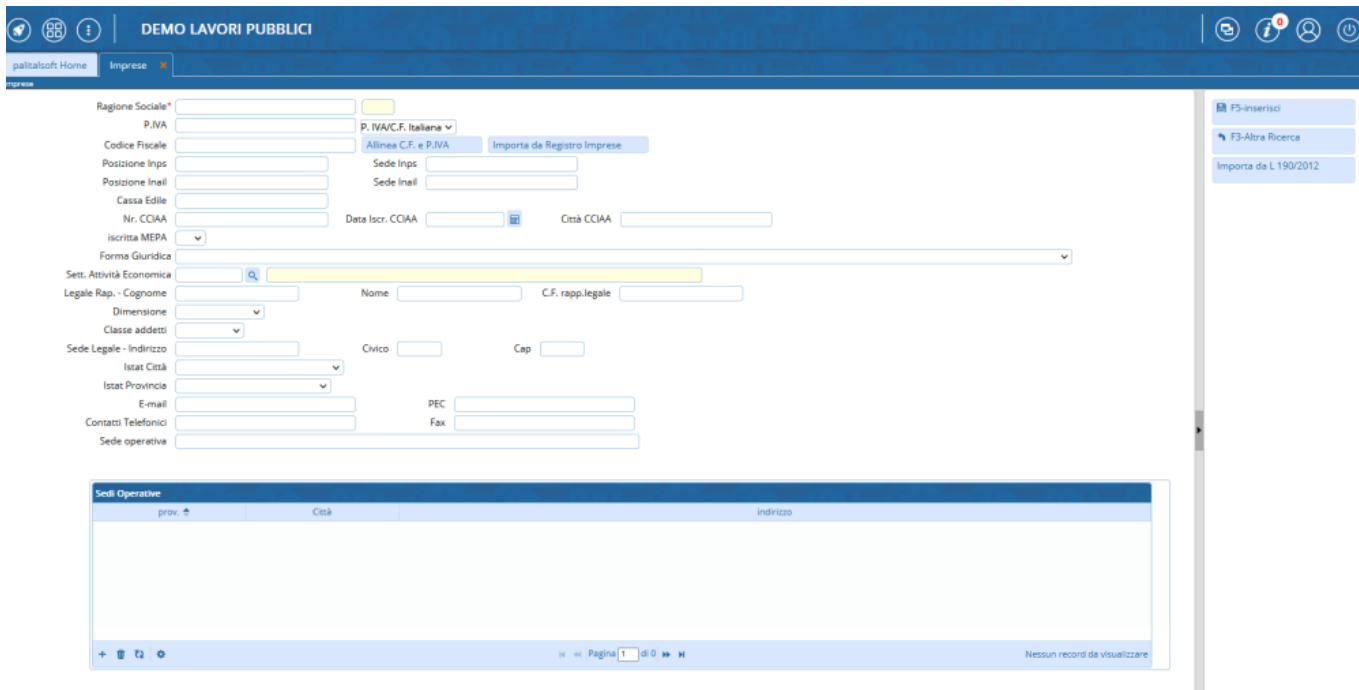 DEMO LAVORI PUBBLICI
0
palitalsoft Home Imprese
Imprese
Ragione Sociale*
P.IVA P. IVA/C.F. Italiana
Codice Fiscale Allinea C.F. e P.IVA Importa da Registro Imprese
Posizione Inps Sede Inps
Posizione Inail Sede Inail
Cassa Edile
Nr. CCIAA Data Iscr. CCIAA Città CCIAA
iscritta MEPA
Forma Giuridica
Sett. Attività Economica
Legale Rap. - Cognome Nome C.F. rapp.legale
Dimensione
Classe addetti
Sede Legale - Indirizzo Civico Cap
Istat Città
Istat Provincia
E-mail PEC
Contatti Telefonici Fax
Sede operativa
F5-inserisci
F3-Altra Ricerca
Importa da L 190/2012
Sedi Operative
prov. Città indirizzo
Pagina 1 di 0 Nessun record da visualizzare